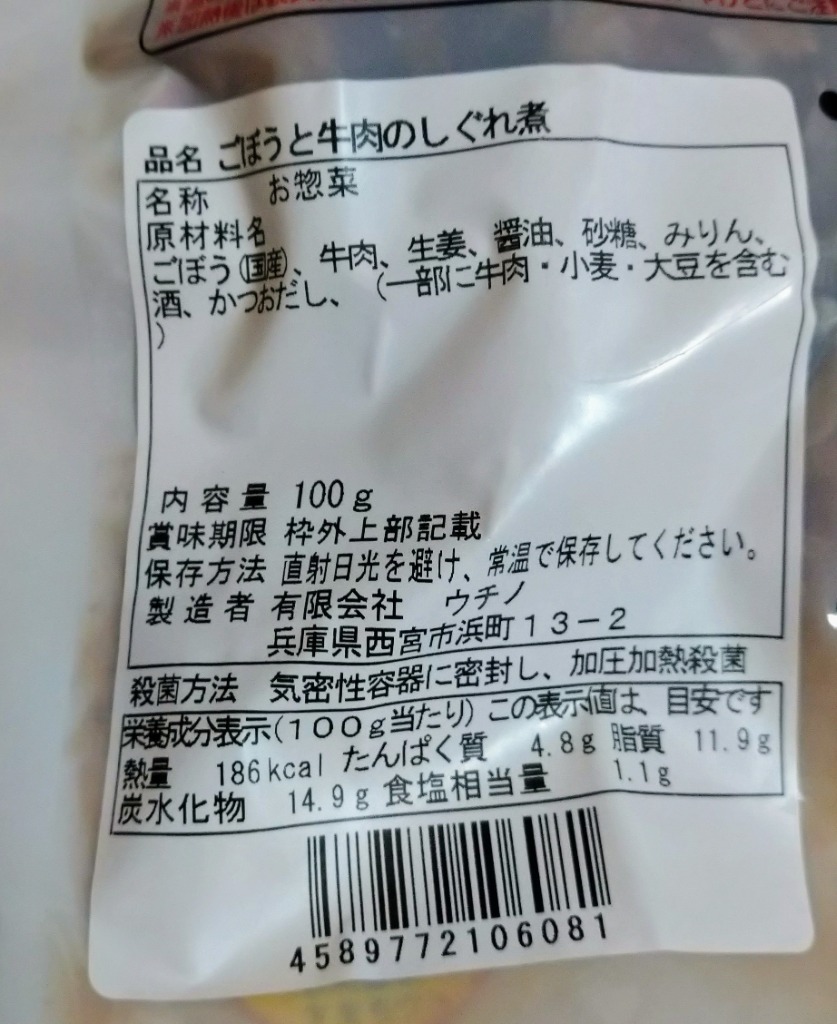 品名 ごぼうと牛肉のしぐれ煮
名称 お惣菜
原材料名
ごぼう(国産)、牛肉、生姜、醤油、砂糖、みりん、
酒、かつおだし、(一部に牛肉・小麦・大豆を含む
)
内容量 100g
賞味期限 枠外上部記載
保存方法 直射日光を避け、常温で保存してください。
製造者 有限会社 ウチノ
兵庫県西宮市浜町13-2
殺菌方法 気密性容器に密封し、加圧加熱殺菌
栄養成分表示(100g当たり)この表示値は、目安です
熱量 186kcal たんぱく質 4.8g 脂質 11.9g
炭水化物 14.9g 食塩相当量 1.1g
4589772106081